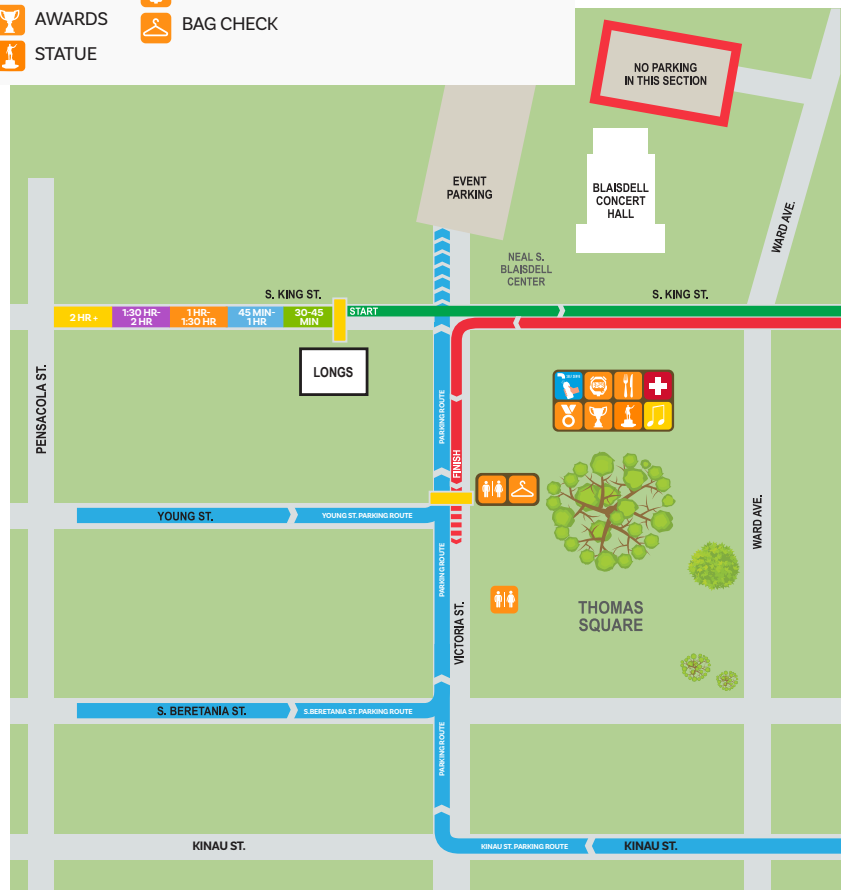 AWARDS
BAG CHECK
STATUE
NO PARKING
IN THIS SECTION
EVENT
PARKING
BLAISDELL
CONCERT
HALL
WARD AVE.
NEAL S.
BLAISDELL
CENTER
S. KING ST.
S. KING ST.
2 HR +
1:30 HR-
2 HR
1 HR-
1:30 HR
45 MIN-
1 HR
30-45
MIN
START
LONGS
PENSACOLA ST.
PARKING ROUTE
FINISH
YOUNG ST.
YOUNG ST. PARKING ROUTE
WARD AVE.
PARKING ROUTE
VICTORIA ST.
THOMAS
SQUARE
S. BERETANIA ST.
S.BERETANIA ST. PARKING ROUTE
PARKING ROUTE
KINAU ST.
KINAU ST. PARKING ROUTE
KINAU ST.